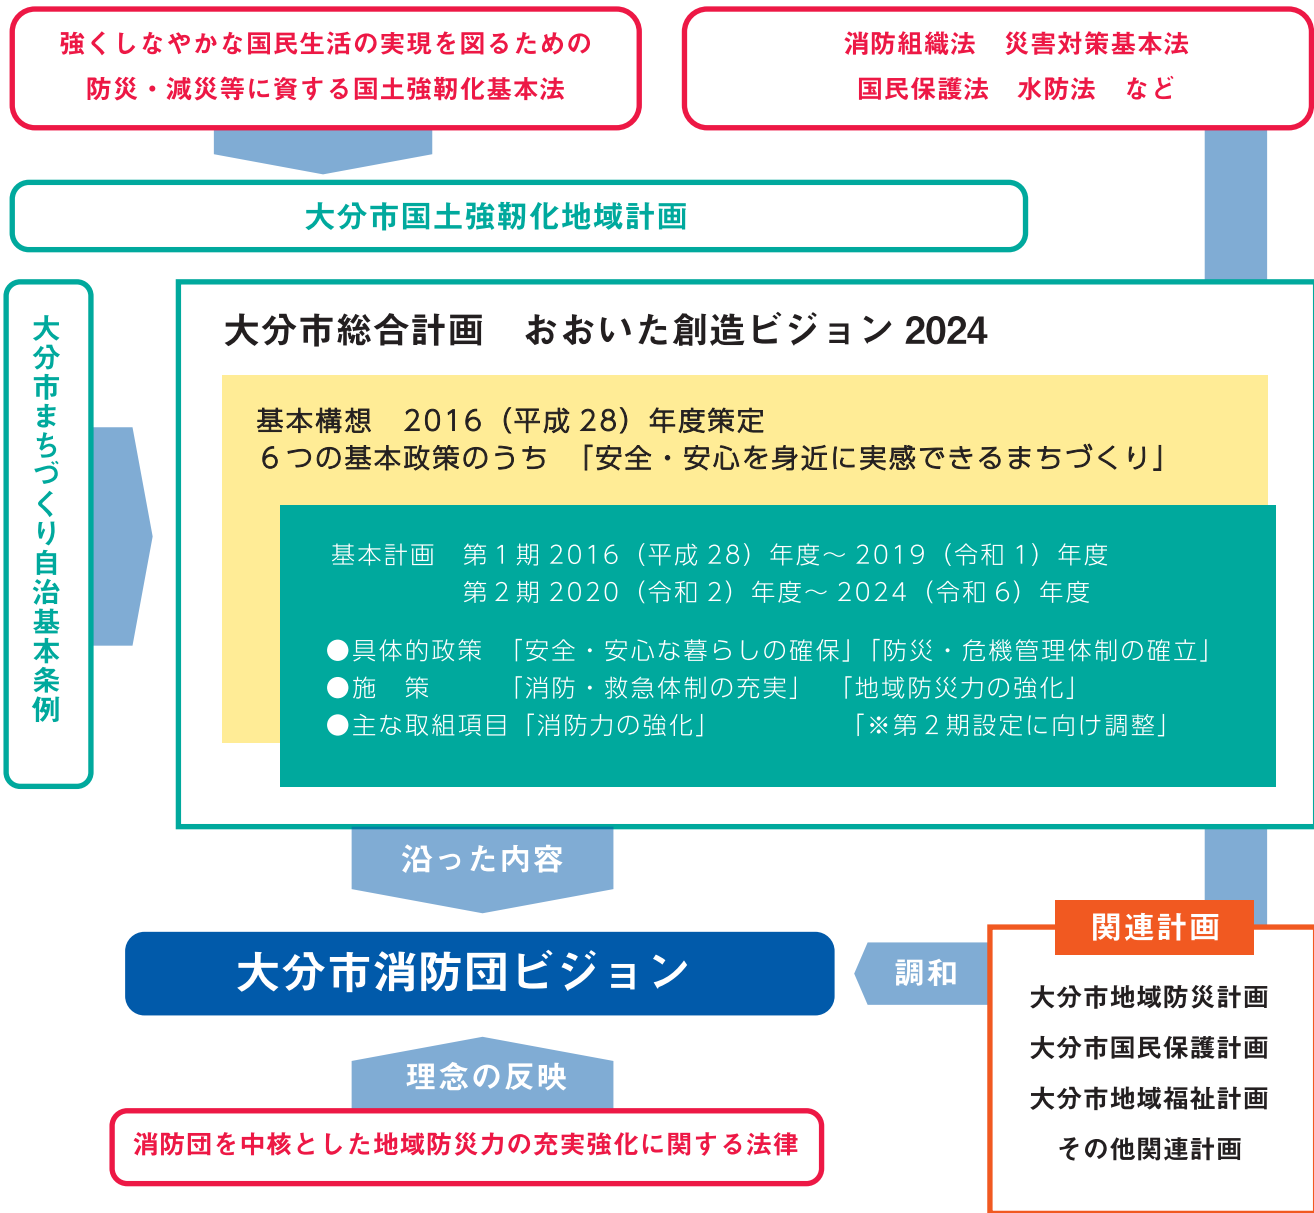 強くしなやかな国民生活の実現を図るための
防災・減災等に資する国土強靭化基本法
消防組織法　災害対策基本法
国民保護法　水防法　など
大分市国土強靭化地域計画
大分市まちづくり自治基本条例
大分市総合計画　おおいた創造ビジョン 2024
基本構想　2016（平成 28）年度策定
６つの基本政策のうち　「安全・安心を身近に実感できるまちづくり」
基本計画　第１期 2016（平成 28）年度～ 2019（令和 1）年度
第２期 2020（令和 2）年度～ 2024（令和 6）年度
●具体的政策　「安全・安心な暮らしの確保」「防災・危機管理体制の確立」
●施　策　　　「消防・救急体制の充実」　「地域防災力の強化」
●主な取組項目「消防力の強化」　　　　　　「※第２期設定に向け調整」
沿った内容
大分市消防団ビジョン
調和
関連計画
大分市地域防災計画
大分市国民保護計画
大分市地域福祉計画
その他関連計画
理念の反映
消防団を中核とした地域防災力の充実強化に関する法律